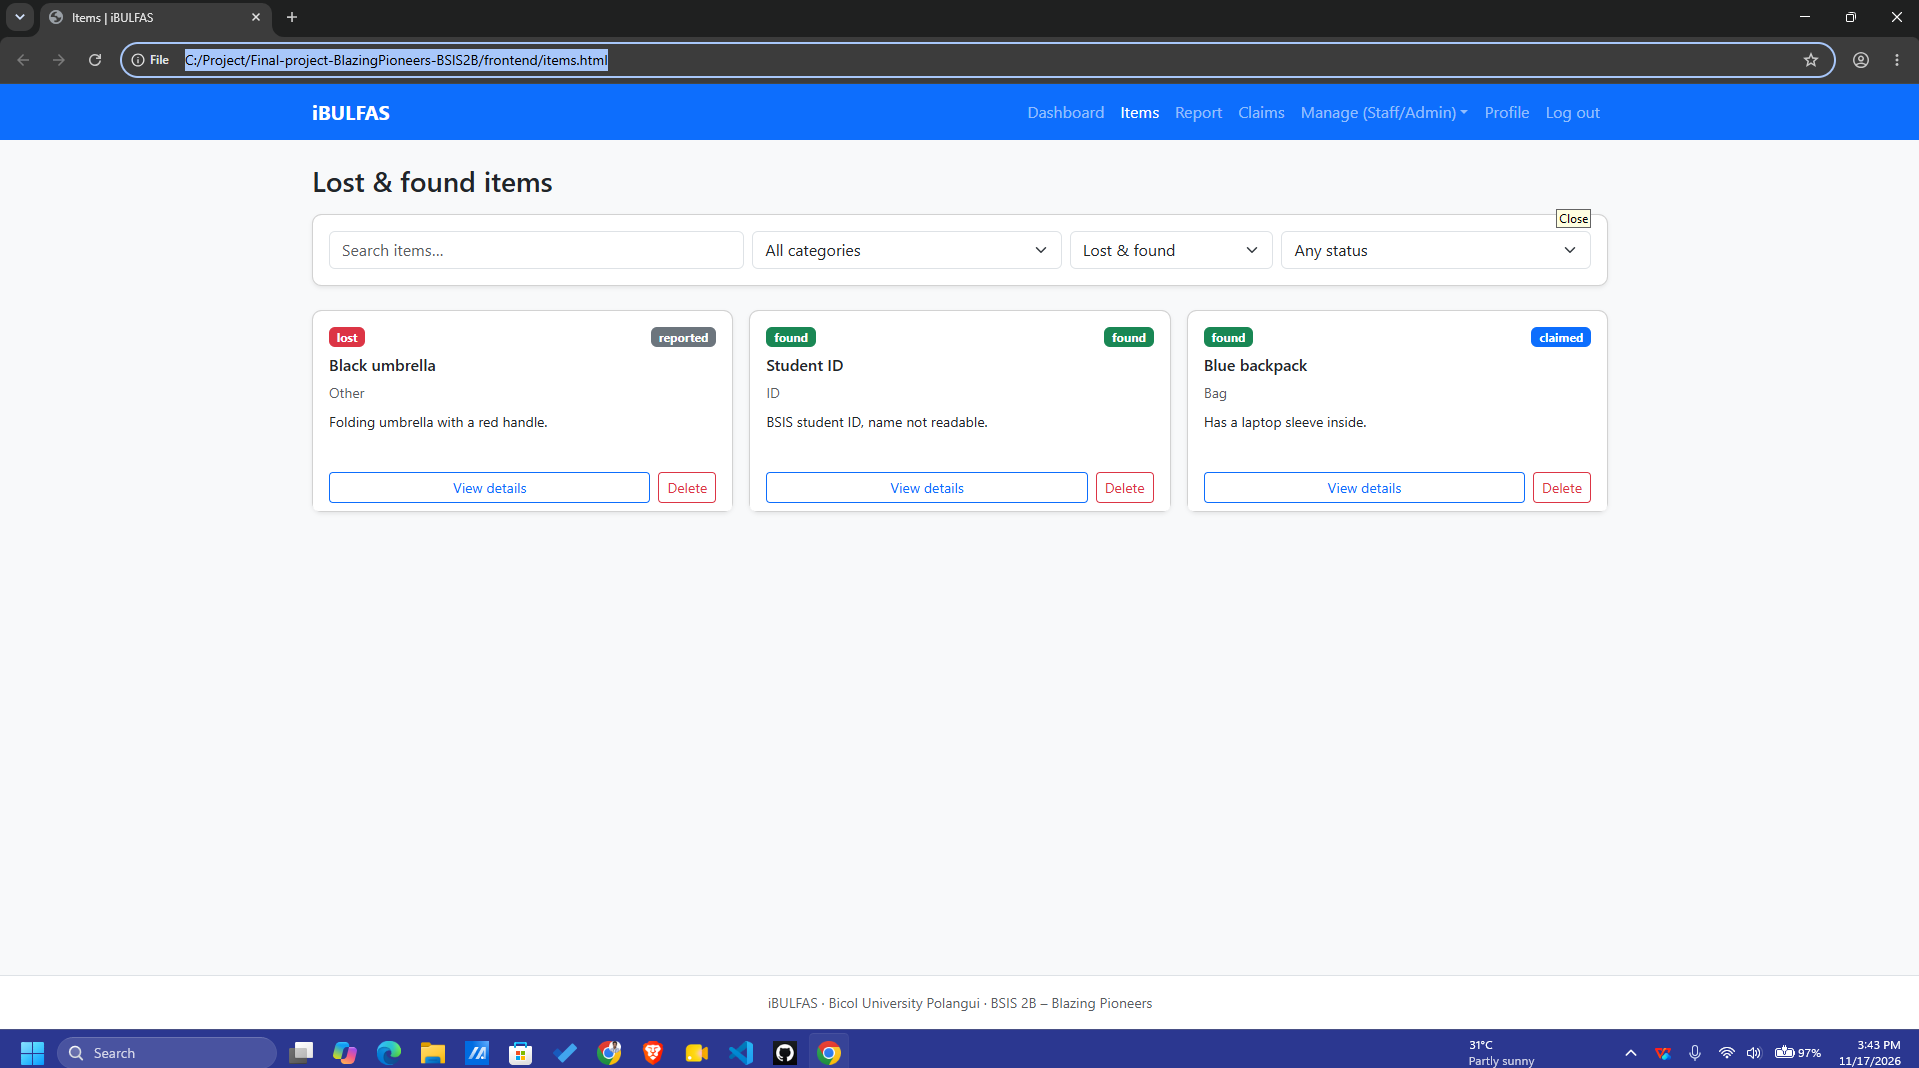 Items | iBULFAS
File
C:/Project/Final-project-BlazingPioneers-BSIS2B/frontend/items.html
iBULFAS
Dashboard
Items
Report
Claims
Manage (Staff/Admin)
Profile
Log out
Lost & found items
Close
Search items...
All categories
Lost & found
Any status
lost
reported
Black umbrella
Other
Folding umbrella with a red handle.
View details
Delete
found
found
Student ID
ID
BSIS student ID, name not readable.
View details
Delete
found
claimed
Blue backpack
Bag
Has a laptop sleeve inside.
View details
Delete
iBULFAS · Bicol University Polangui · BSIS 2B – Blazing Pioneers
Search
31°C
Partly sunny
97%
3:43 PM
11/17/2026